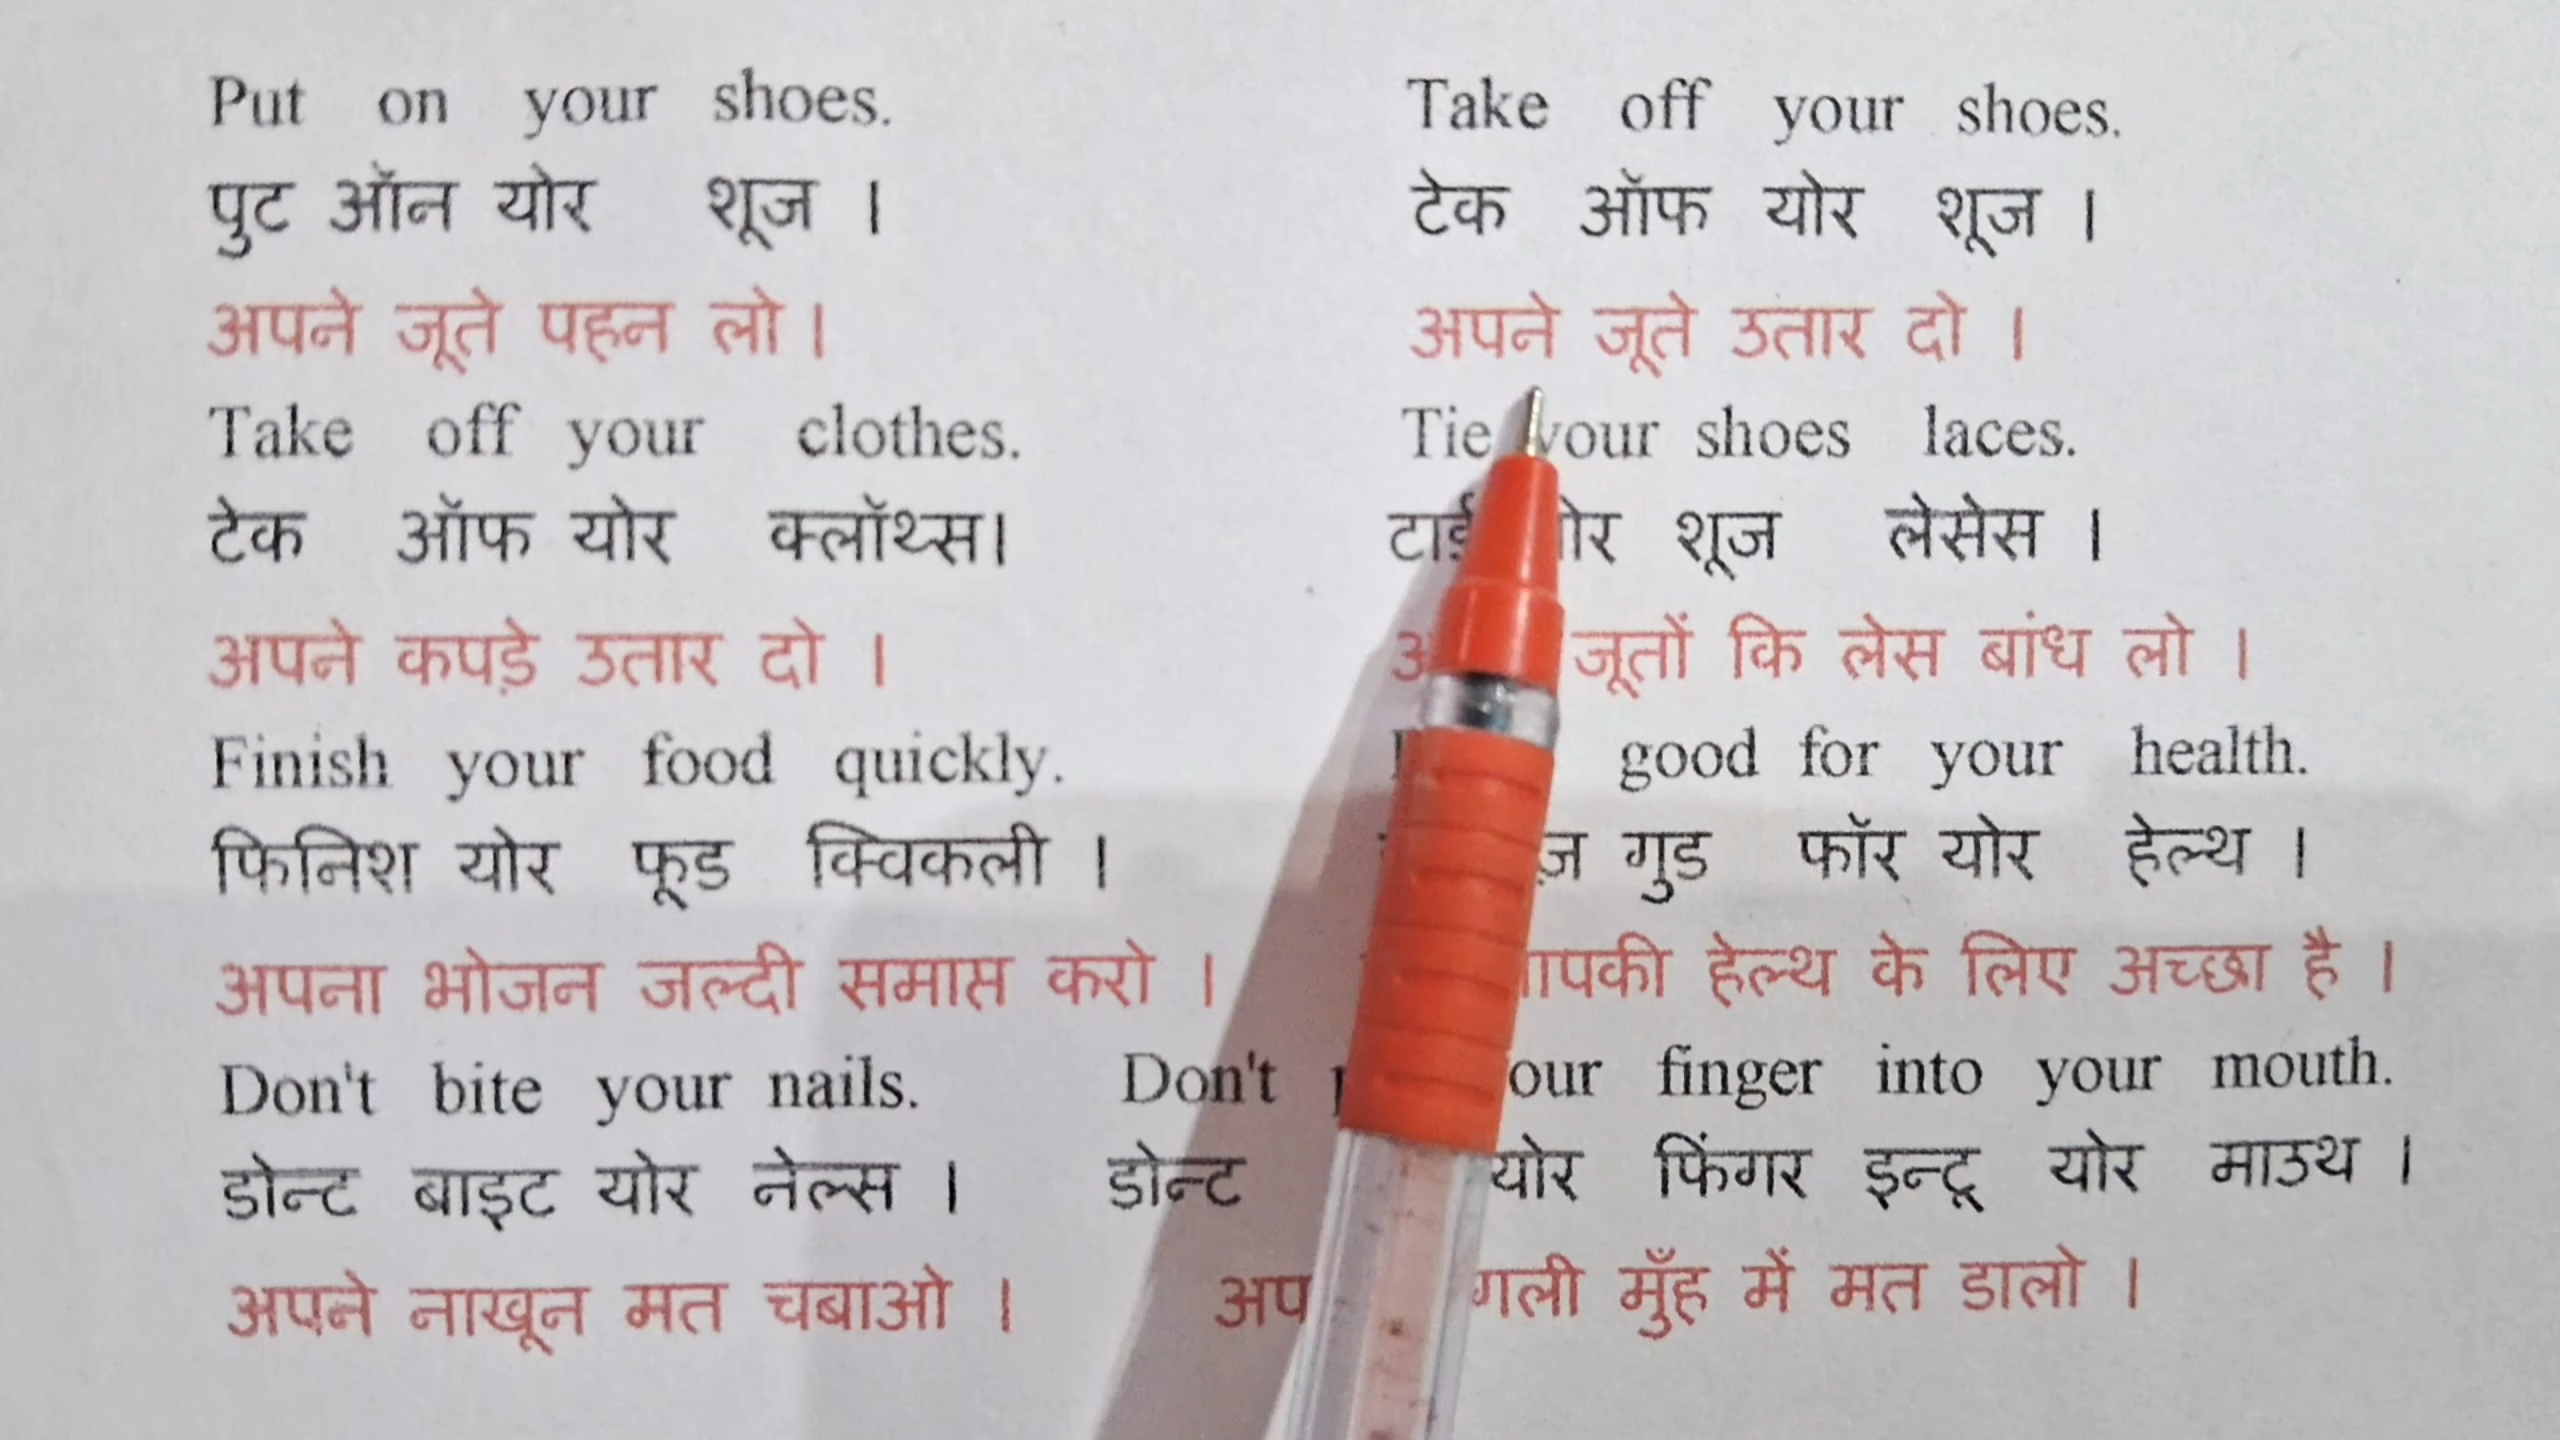 Put on your shoes.
पुट ऑन योर शूज ।
अपने जूते पहन लो।
Take off your shoes.
टेक ऑफ योर शूज ।
अपने जूते उतार दो ।
Take off your clothes.
टेक ऑफ योर क्लॉथ्स।
अपने कपड़े उतार दो ।
Tie your shoes laces.
टाई योर शूज लेसेस ।
जूतों कि लेस बांध लो ।
Finish your food quickly.
फिनिश योर फूड क्विकली ।
अपना भोजन जल्दी समाप्त करो ।
good for your health.
गुड फॉर योर हेल्थ ।
हेल्थ के लिए अच्छा है ।
Don't bite your nails.
डोन्ट बाइट योर नेल्स ।
अपने नाखून मत चबाओ ।
Don't your finger into your mouth.
डोन्ट योर फिंगर इन्टू योर माउथ ।
मुँह में मत डालो ।